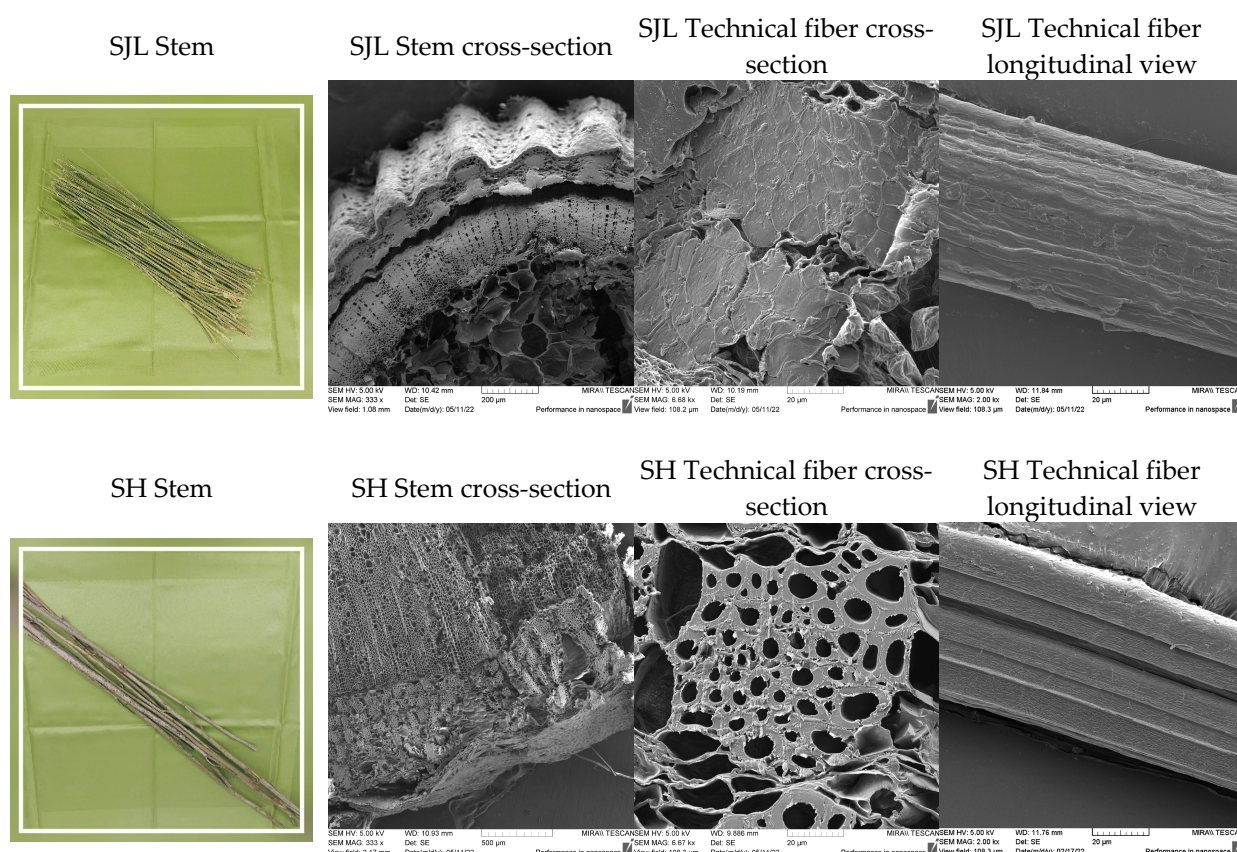 SJL Stem
SJL Stem cross-section
SJL Technical fiber cross-
section
SJL Technical fiber
longitudinal view
SEM HV: 5.00 kV WD: 10.42 mm MIRA\\ TESCAN
SEM MAG: 333 x Det: SE 200 µm
View field: 1.08 mm Date(m/d/y): 05/11/22 Performance in nanospace
SEM HV: 5.00 kV WD: 10.19 mm MIRA\\ TESCAN
SEM MAG: 6.68 kx Det: SE 20 µm
View field: 108.2 µm Date(m/d/y): 05/11/22 Performance in nanospace
SEM HV: 5.00 kV WD: 11.84 mm MIRA\\ TESC
SEM MAG: 2.00 kx Det: SE 20 µm
View field: 108.3 µm Date(m/d/y): 05/11/22 Performance in nanospace
SH Stem
SH Stem cross-section
SH Technical fiber cross-
section
SH Technical fiber
longitudinal view
SEM HV: 5.00 kV WD: 10.93 mm MIRA\\ TESCAN
SEM MAG: 333 x Det: SE 500 µm
SEM HV: 5.00 kV WD: 9.886 mm MIRA\\ TESCAN
SEM MAG: 6.67 kx Det: SE 20 µm
SEM HV: 5.00 kV WD: 11.76 mm MIRA\\ TESC
SEM MAG: 2.00 kx Det: SE 20 µm